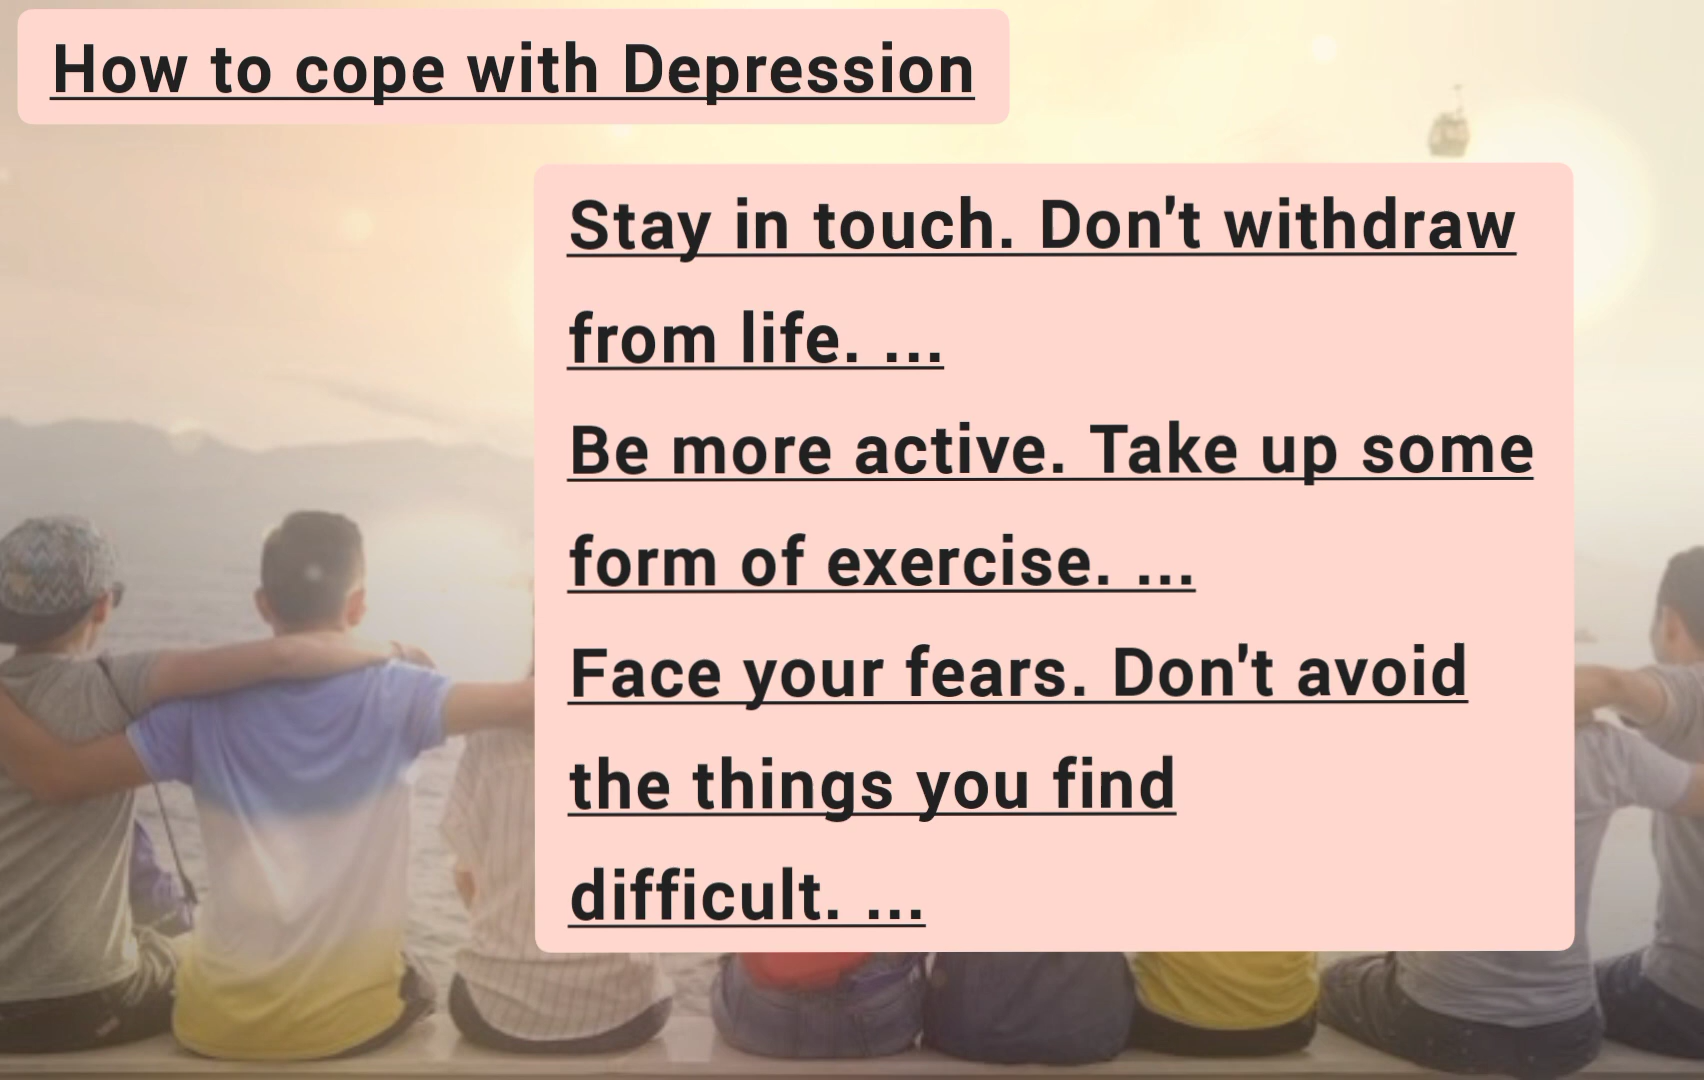 How to cope with Depression
Stay in touch. Don't withdraw
from life. ...
Be more active. Take up some
form of exercise. ...
Face your fears. Don't avoid
the things you find
difficult. ...